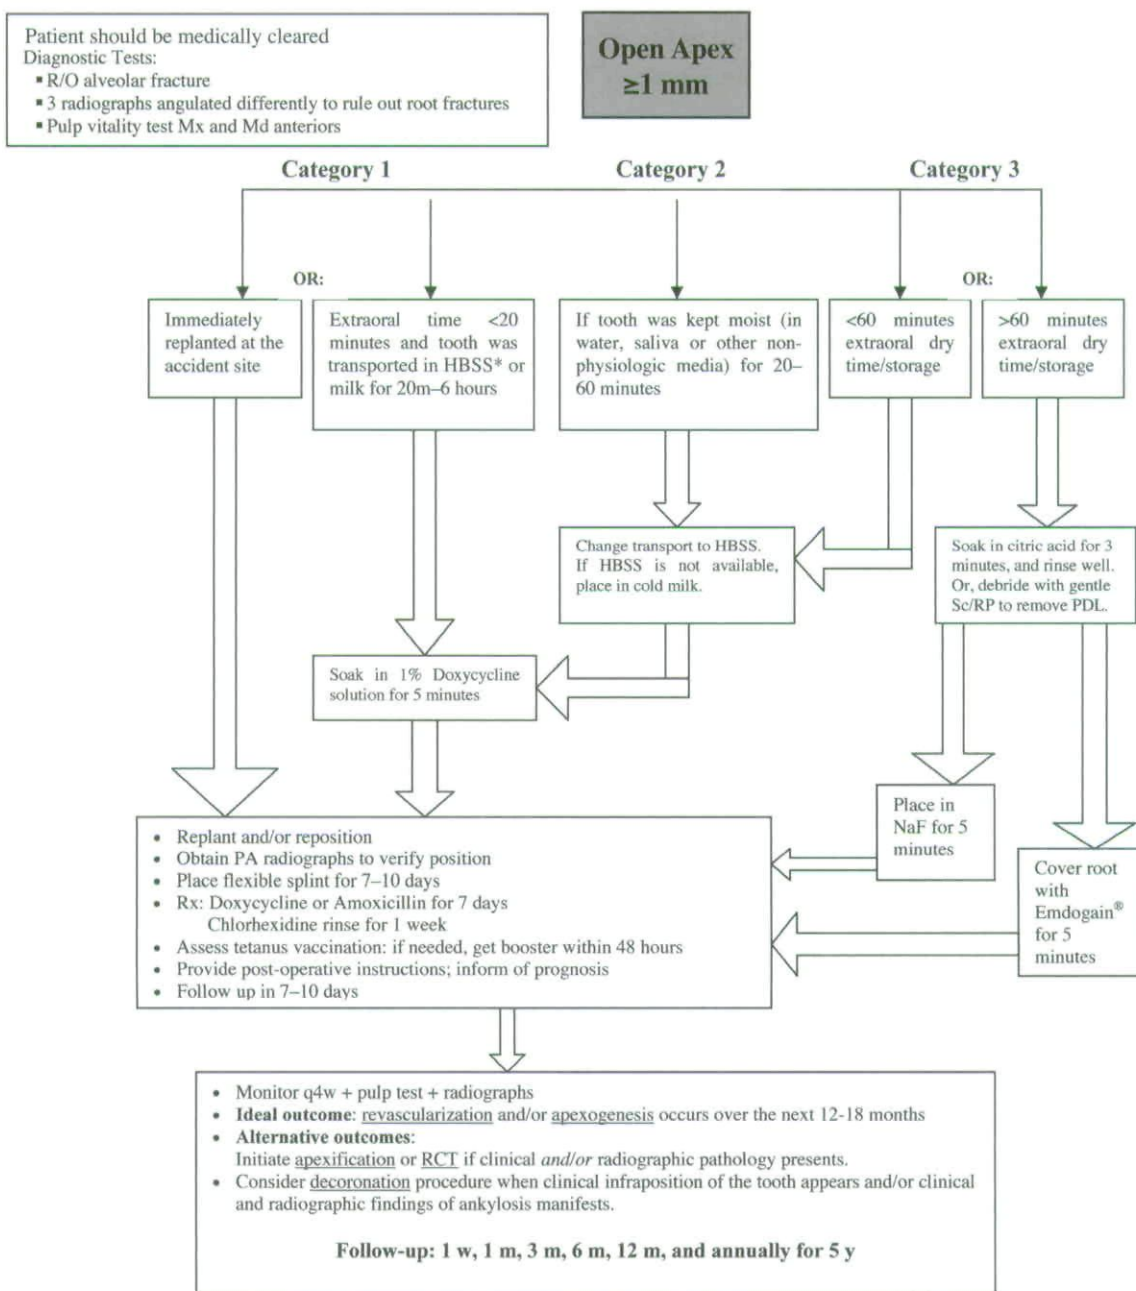 Patient should be medically cleared
Diagnostic Tests:
▪ R/O alveolar fracture
▪ 3 radiographs angulated differently to rule out root fractures
▪ Pulp vitality test Mx and Md anteriors
Open Apex
≥1 mm
Category 1
Category 2
Category 3
OR:
OR:
Immediately
replanted at the
accident site
Extraoral time <20
minutes and tooth was
transported in HBSS* or
milk for 20m–6 hours
If tooth was kept moist (in
water, saliva or other non-
physiologic media) for 20–
60 minutes
<60 minutes
extraoral dry
time/storage
>60 minutes
extraoral dry
time/storage
Change transport to HBSS.
If HBSS is not available,
place in cold milk.
Soak in citric acid for 3
minutes, and rinse well.
Or, debride with gentle
Sc/RP to remove PDL.
Soak in 1% Doxycycline
solution for 5 minutes
Place in
NaF for 5
minutes
Cover root
with
Emdogain®
for 5
minutes
• Replant and/or reposition
• Obtain PA radiographs to verify position
• Place flexible splint for 7–10 days
• Rx: Doxycycline or Amoxicillin for 7 days
Chlorhexidine rinse for 1 week
• Assess tetanus vaccination: if needed, get booster within 48 hours
• Provide post-operative instructions; inform of prognosis
• Follow up in 7–10 days
• Monitor q4w + pulp test + radiographs
• Ideal outcome: revascularization and/or apexogenesis occurs over the next 12-18 months
• Alternative outcomes:
Initiate apexification or RCT if clinical and/or radiographic pathology presents.
• Consider decoronation procedure when clinical infraposition of the tooth appears and/or clinical
and radiographic findings of ankylosis manifests.
Follow-up: 1 w, 1 m, 3 m, 6 m, 12 m, and annually for 5 y